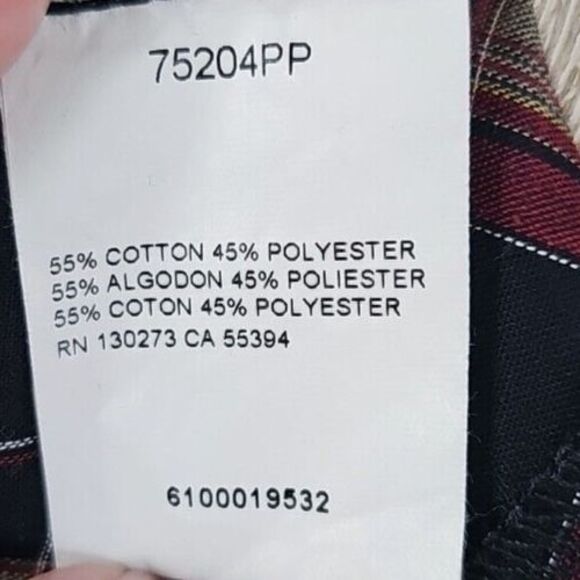 75204PP
55% COTTON 45% POLYESTER
55% ALGODON 45% POLIESTER
55% COTON 45% POLYESTER
RN 130273 CA 55394
6100019532